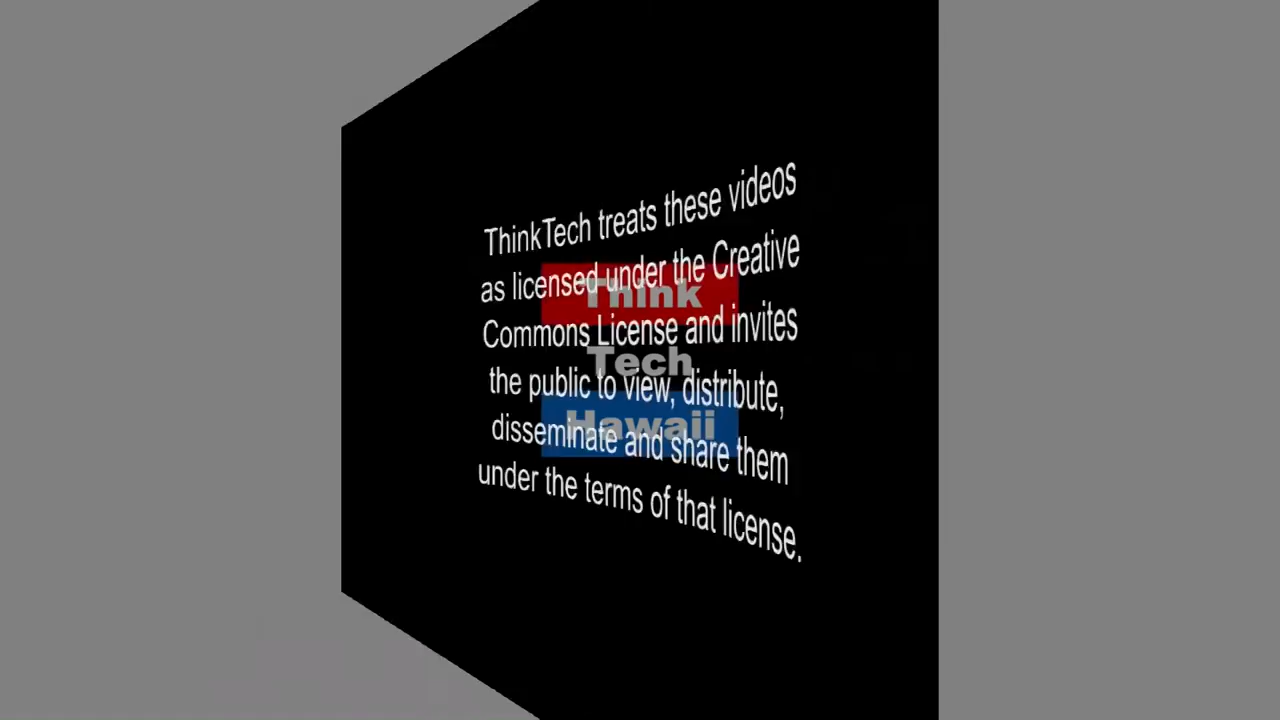 ThinkTech treats these videos
as licensed under the Creative
Commons License and invites
the public to view, distribute,
disseminate and share them
under the terms of that license.
Think
Tech
Hawaii